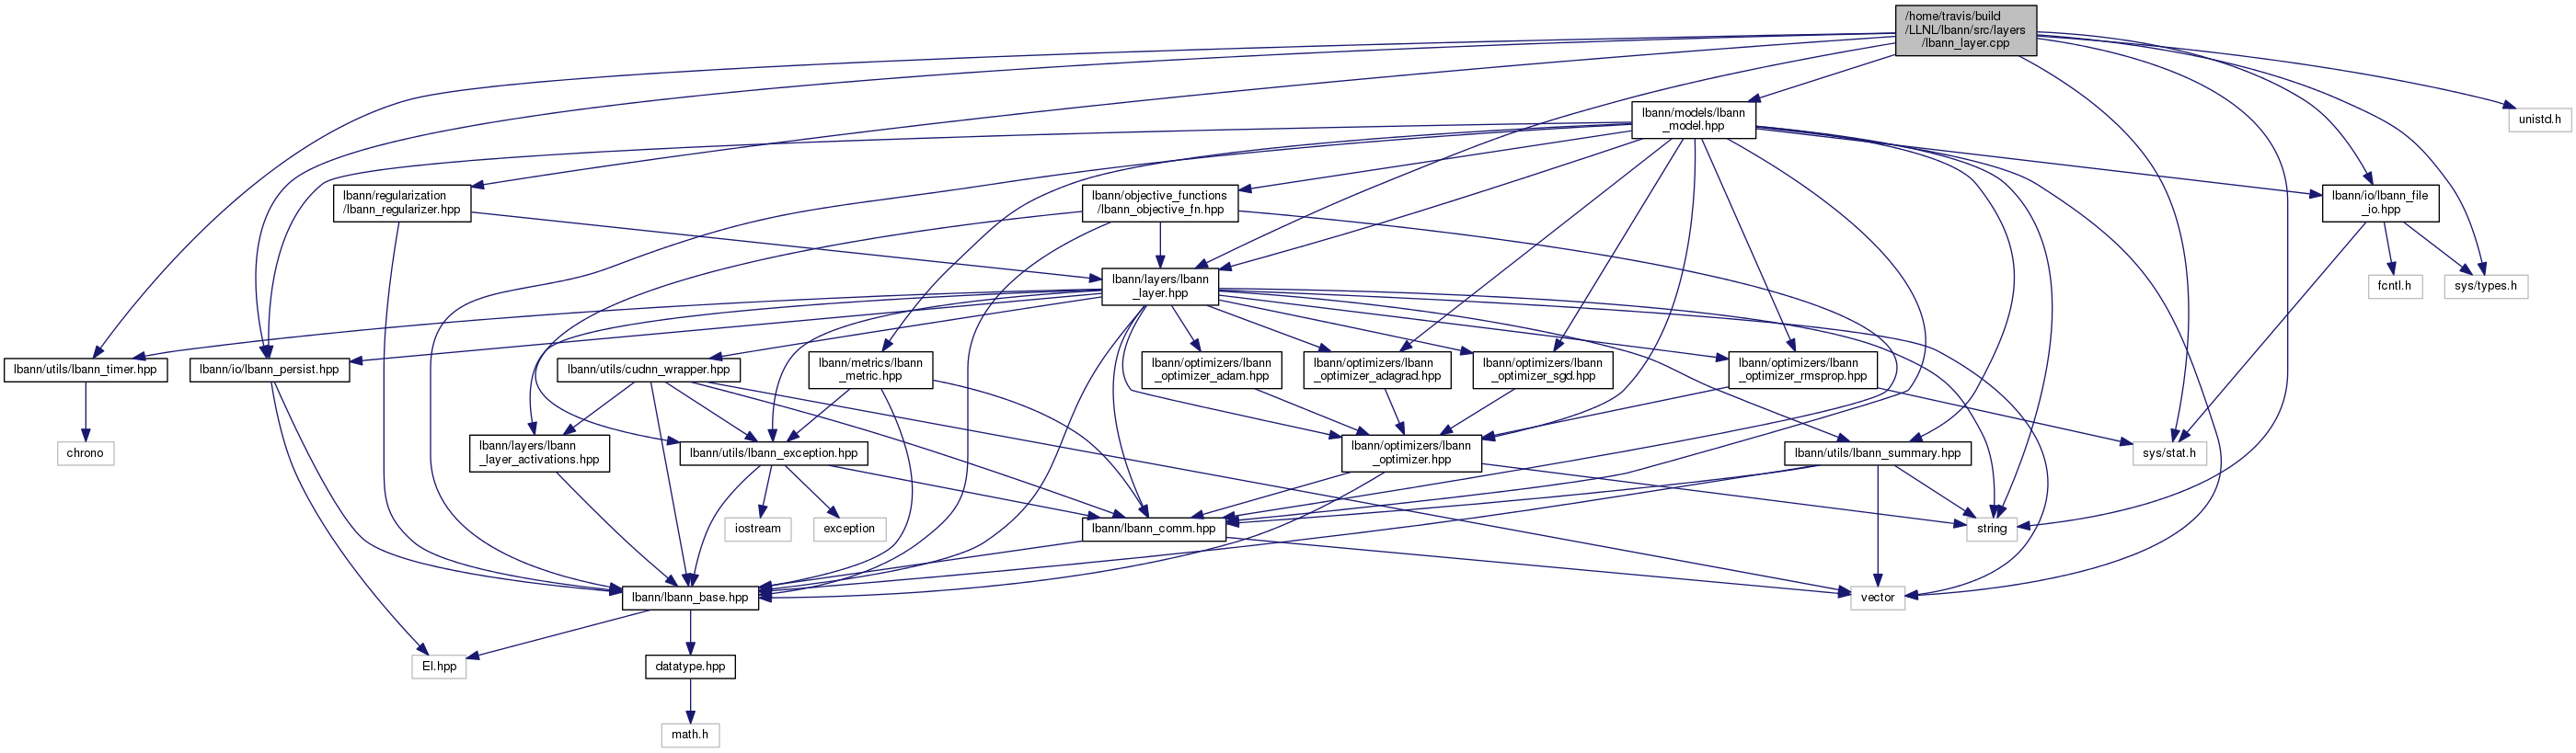 /home/travis/build
/LLNL/lbann/src/layers
/lbann_layer.cpp
lbann/models/lbann
_model.hpp
unistd.h
lbann/regularization
/lbann_regularizer.hpp
lbann/objective_functions
/lbann_objective_fn.hpp
lbann/io/lbann_file
_io.hpp
lbann/layers/lbann
_layer.hpp
fcntl.h
sys/types.h
lbann/utils/lbann_timer.hpp
lbann/io/lbann_persist.hpp
lbann/utils/cudnn_wrapper.hpp
lbann/metrics/lbann
_metric.hpp
lbann/optimizers/lbann
_optimizer_adam.hpp
lbann/optimizers/lbann
_optimizer_adagrad.hpp
lbann/optimizers/lbann
_optimizer_sgd.hpp
lbann/optimizers/lbann
_optimizer_rmsprop.hpp
chrono
lbann/layers/lbann
_layer_activations.hpp
lbann/utils/lbann_exception.hpp
lbann/optimizers/lbann
_optimizer.hpp
lbann/utils/lbann_summary.hpp
sys/stat.h
iostream
exception
lbann/lbann_comm.hpp
string
lbann/lbann_base.hpp
vector
El.hpp
datatype.hpp
math.h